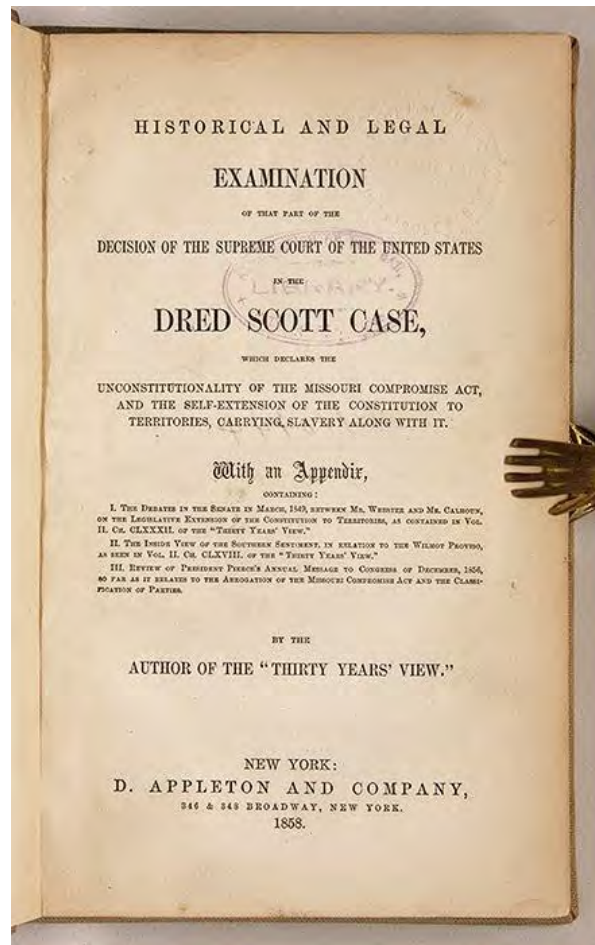 HISTORICAL AND LEGAL
EXAMINATION
OF THAT PART OF THE
DECISION OF THE SUPREME COURT OF THE UNITED STATES
IN THE
LIBRARY.
DRED SCOTT CASE,
WHICH DECLARES THE
UNCONSTITUTIONALITY OF THE MISSOURI COMPROMISE ACT,
AND THE SELF-EXTENSION OF THE CONSTITUTION TO
TERRITORIES, CARRYING SLAVERY ALONG WITH IT.
With an Appendix,
CONTAINING:
I. THE DEBATES IN THE SENATE IN MARCH, 1849, BETWEEN MR. WEBSTER AND MR. CALHOUN,
ON THE LEGISLATIVE EXTENSION OF THE CONSTITUTION TO TERRITORIES, AS CONTAINED IN VOL.
II. CH. CLXXXII. OF THE "THIRTY YEARS' VIEW."
II. THE INSIDE VIEW OF THE SOUTHERN SENTIMENT, IN RELATION TO THE WILMOT PROVISO,
AS SEEN IN VOL. II. CH. CLXVIII. OF THE "THIRTY YEARS' VIEW."
III. REVIEW OF PRESIDENT PIERCE'S ANNUAL MESSAGE TO CONGRESS OF DECEMBER, 1856,
SO FAR AS IT RELATES TO THE ABROGATION OF THE MISSOURI COMPROMISE ACT AND THE CLASSI-
FICATION OF PARTIES.
BY THE
AUTHOR OF THE "THIRTY YEARS' VIEW."
NEW YORK:
D. APPLETON AND COMPANY,
346 & 348 BROADWAY, NEW YORK.
1858.